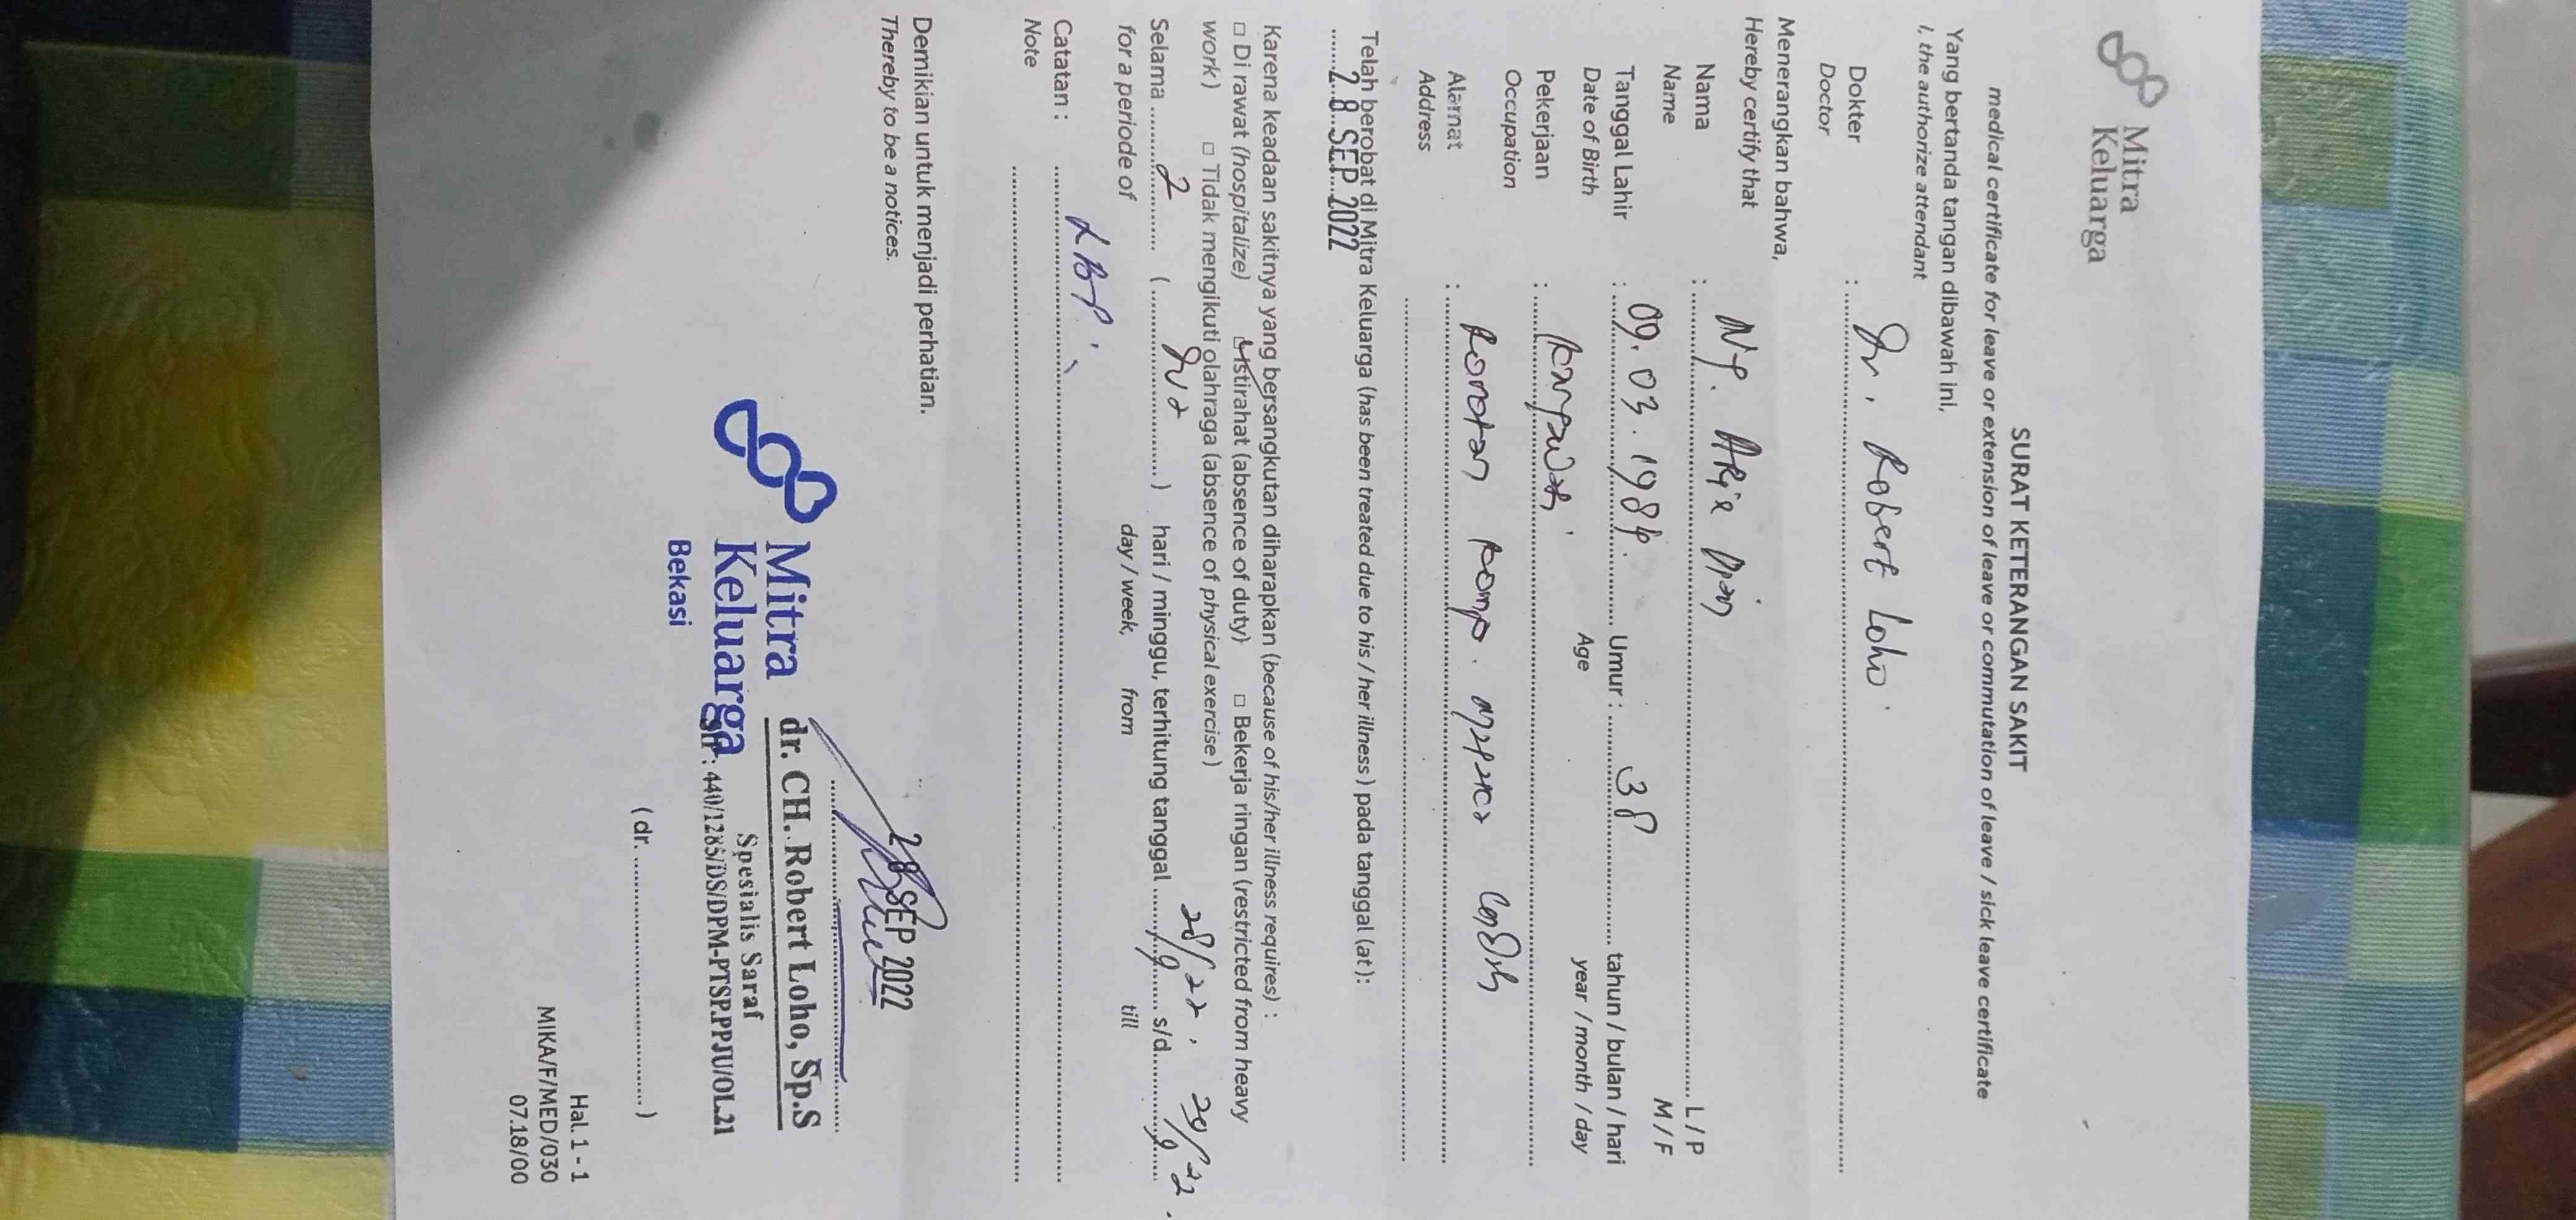 Mitra
Keluarga
SURAT KETERANGAN SAKIT
medical certificate for leave or extension of leave or commutation of leave / sick leave certificate
Yang bertanda tangan dibawah ini,
I, the authorize attendant
Dokter : Dr. Robert Loho.
Doctor
Menerangkan bahwa,
Hereby certify that
Nama : Ny. Arie Dian L / P
Name M / F
Tanggal Lahir : 09.03.1984. Umur : 38 tahun / bulan / hari
Date of Birth Age year / month / day
Pekerjaan : Karyawan.
Occupation
Alamat : Rorotan Komp.
Address
Telah berobat di Mitra Keluarga (has been treated due to his / her illness ) pada tanggal (at ):
28 SEP 2022
Karena keadaan sakitnya yang bersangkutan diharapkan (because of his/her illness requires) :
□ Di rawat (hospitalize) ☑ Istirahat (absence of duty) □ Bekerja ringan (restricted from heavy
work) □ Tidak mengikuti olahraga (absence of physical exercise)
Selama 2 ( dua ) hari / minggu, terhitung tanggal 28/9 22, s/d 29/9 22.
for a periode of day / week, from till
Catatan : LBP.
Note
Demikian untuk menjadi perhatian.
Thereby to be a notices.
28 SEP 2022
Mitra
Keluarga
Bekasi
dr. CH. Robert Loho, Sp.S
Spesialis Saraf
SIP : 440/1285/DS/DPM-PTSP.PPJU/OL.21
( dr. )
Hal. 1 - 1
MIKA/F/MED/030
07.18/00